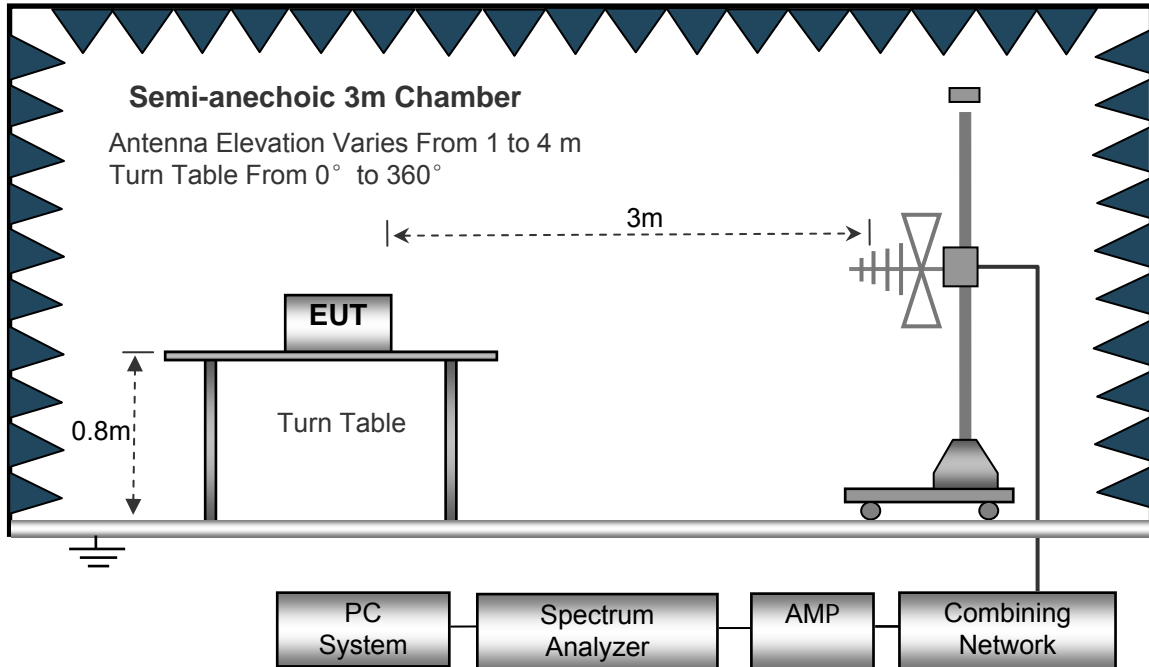 Semi-anechoic 3m Chamber
Antenna Elevation Varies From 1 to 4 m
Turn Table From 0° to 360°
3m
EUT
0.8m
Turn Table
PC
System
Spectrum
Analyzer
AMP
Combining
Network